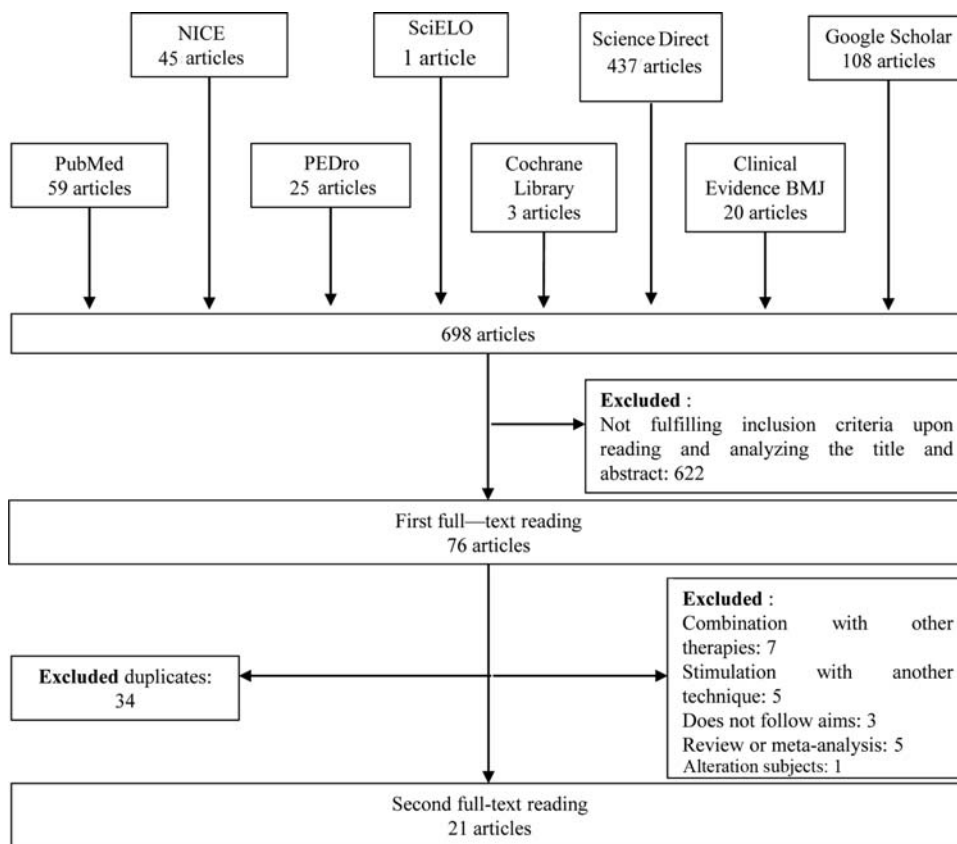 NICE
45 articles
SciELO
1 article
Science Direct
437 articles
Google Scholar
108 articles
PubMed
59 articles
PEDro
25 articles
Cochrane
Library
3 articles
Clinical
Evidence BMJ
20 articles
698 articles
Excluded :
Not fulfilling inclusion criteria upon
reading and analyzing the title and
abstract: 622
First full—text reading
76 articles
Excluded duplicates:
34
Excluded :
Combination with other
therapies: 7
Stimulation with another
technique: 5
Does not follow aims: 3
Review or meta-analysis: 5
Alteration subjects: 1
Second full-text reading
21 articles